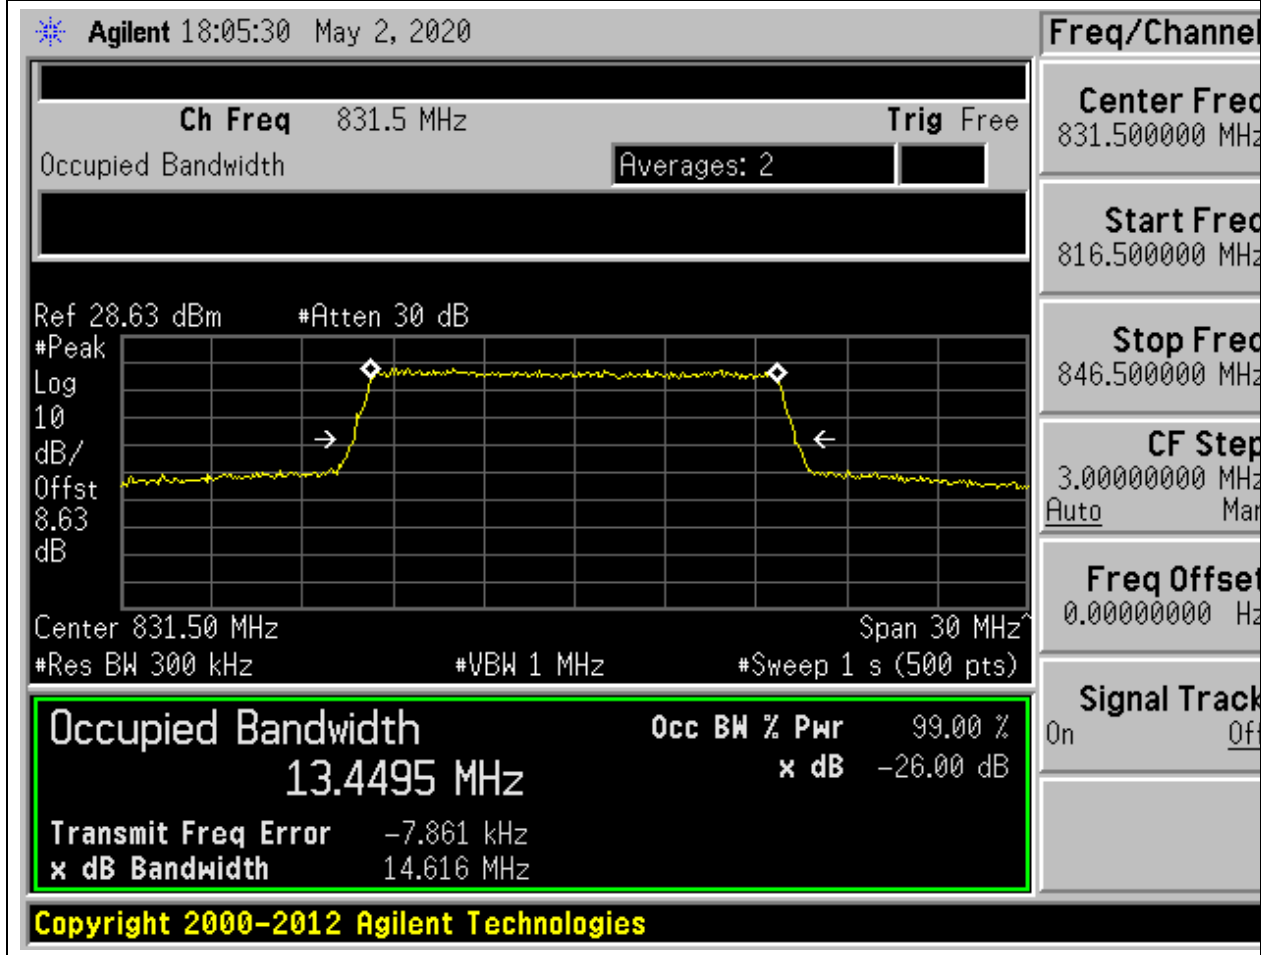 Agilent 18:05:30 May 2, 2020
Freq/Channel
Ch Freq 831.5 MHz Trig Free
Occupied Bandwidth Averages: 2
Center Freq
831.500000 MHz
Start Freq
816.500000 MHz
Stop Freq
846.500000 MHz
CF Step
3.00000000 MHz
Auto Man
Freq Offset
0.00000000 Hz
Signal Track
On Off
Ref 28.63 dBm #Atten 30 dB
#Peak
Log
10
dB/
Offst
8.63
dB
Center 831.50 MHz Span 30 MHz^
#Res BW 300 kHz #VBW 1 MHz #Sweep 1 s (500 pts)
Occupied Bandwidth
13.4495 MHz
Occ BW % Pwr 99.00 %
x dB -26.00 dB
Transmit Freq Error -7.861 kHz
x dB Bandwidth 14.616 MHz
Copyright 2000-2012 Agilent Technologies